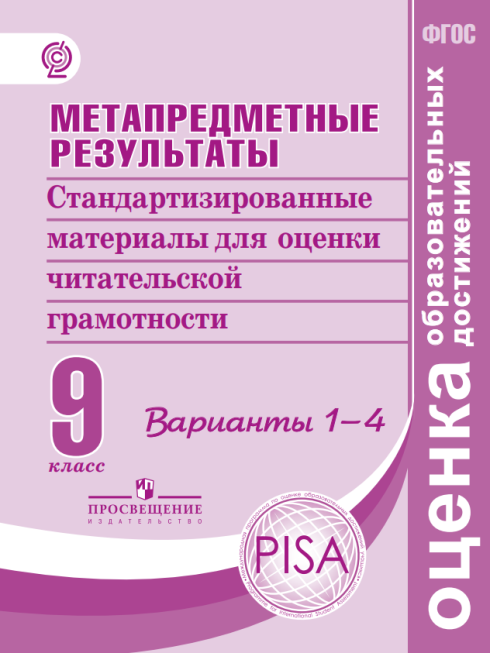 ФГОС
МЕТАПРЕДМЕТНЫЕ
РЕЗУЛЬТАТЫ
Стандартизированные
материалы для оценки
читательской
грамотности
9
класс
Варианты 1–4
ПРОСВЕЩЕНИЕ
ИЗДАТЕЛЬСТВО
PISA
оценка
образовательных
достижений